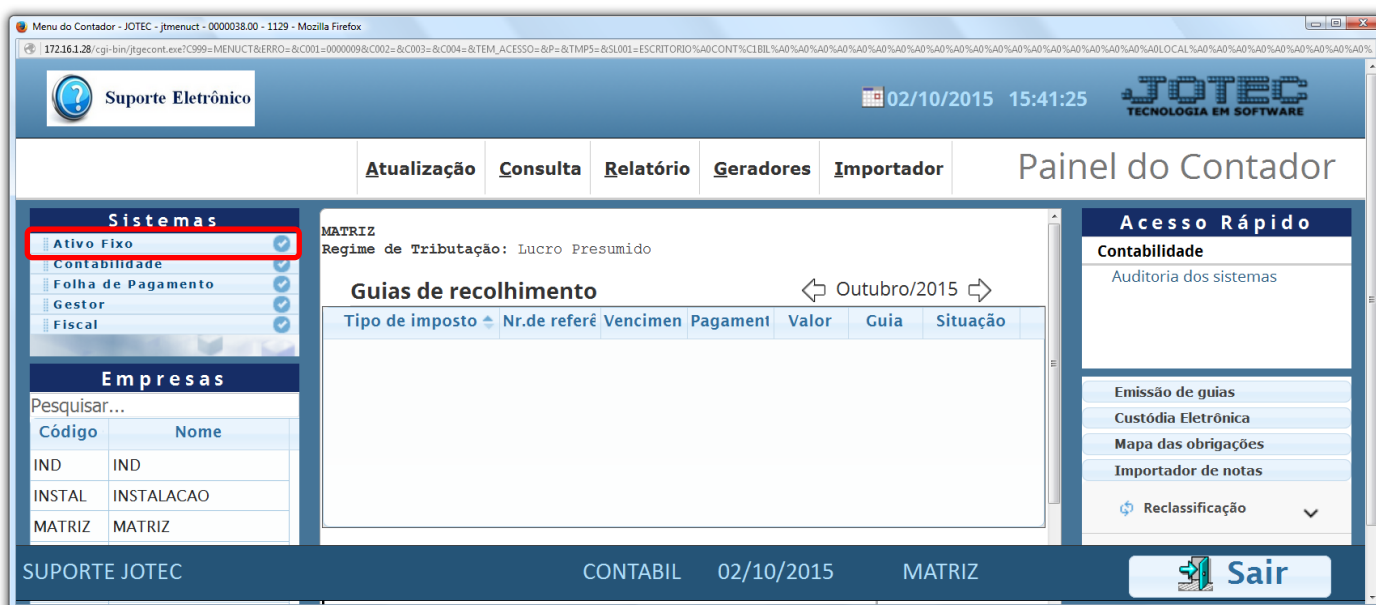 Menu do Contador - JOTEC - jtmenuct - 0000038.00 - 1129 - Mozilla Firefox
172.16.1.28/cgi-bin/jtgecont.exe?C999=MENUCT&ERRO=&C001=0000009&C002=&C003=&C004=&TEM_ACESSO=&P=&TMPS=&SL001=ESCRITORIO%A0CONT%C1BIL%A0%A0%A0%A0%A0%A0%A0%A0%A0%A0%A0%A0%A0%A0%A0%A0%A0%A0%A0LOCAL%A0%A0%A0%A0%A0%A0%A0%A0%
Suporte Eletrônico
02/10/2015 15:41:25
JOTEC
TECNOLOGIA EM SOFTWARE
Atualização Consulta Relatório Geradores Importador
Painel do Contador
Sistemas
Ativo Fixo
Contabilidade
Folha de Pagamento
Gestor
Fiscal
Empresas
Pesquisar...
Código Nome
IND IND
INSTAL INSTALACAO
MATRIZ MATRIZ
MATRIZ
Regime de Tributação: Lucro Presumido
Guias de recolhimento
Outubro/2015
Tipo de imposto Nr.de referê Vencimen Pagament Valor Guia Situação
Acesso Rápido
Contabilidade
Auditoria dos sistemas
Emissão de guias
Custódia Eletrônica
Mapa das obrigações
Importador de notas
Reclassificação
SUPORTE JOTEC CONTABIL 02/10/2015 MATRIZ
Sair